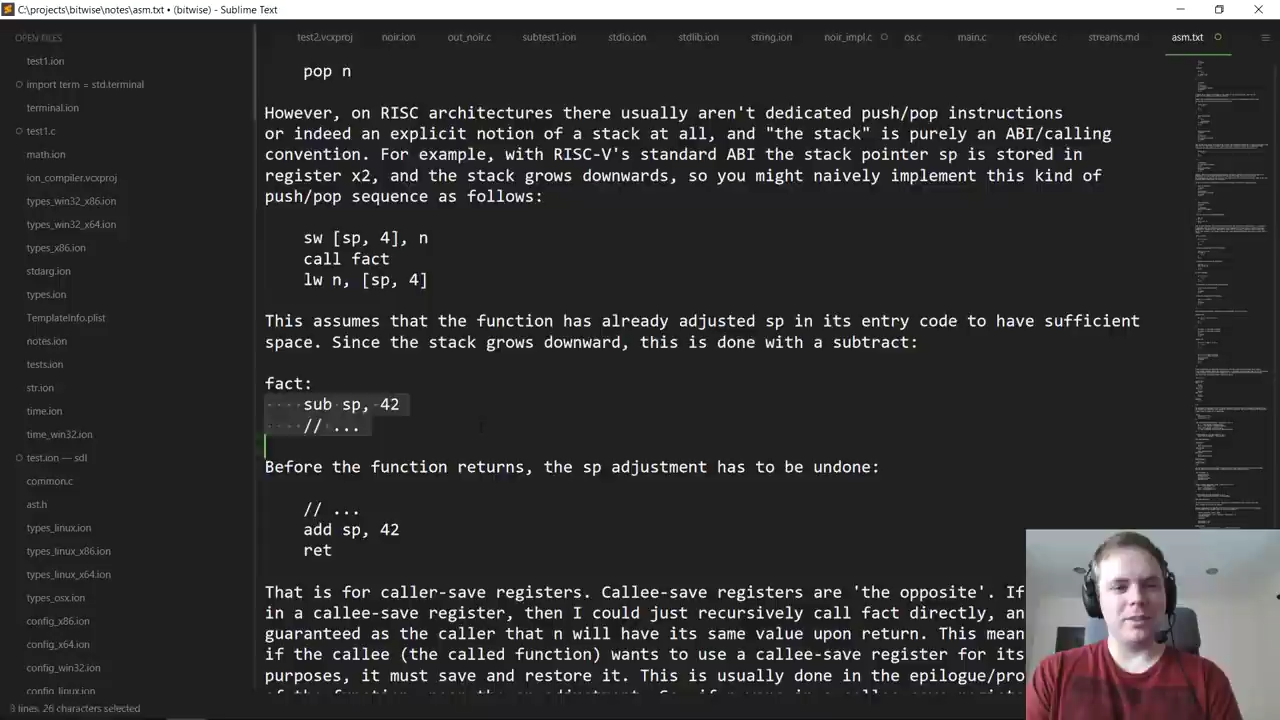 C:\projects\bitwise\notes\asm.txt • (bitwise) - Sublime Text
OPEN FILES
test1.ion
import term = std.terminal
terminal.ion
test1.c
math.ion
ion_compiler.vcxproj
types_win32_x86.ion
types_win32_x64.ion
types_x86.ion
stdarg.ion
types.ion
TemplateInfo.plist
notes.ion
tests.ion
str.ion
time.ion
time_win32.ion
test.ion — sdl
common.c
ast.h
types_linux.ion
types_linux_x86.ion
types_linux_x64.ion
types_osx.ion
config_x86.ion
config_x64.ion
config_win32.ion
config_linux.ion
test2.vcxproj noir.ion out_noir.c subtest1.ion stdio.ion stdlib.ion string.ion noir_impl.c os.c main.c resolve.c streams.md asm.txt
pop n
However, on RISC architectures there usually aren't dedicated push/pop instructions
or indeed an explicit notion of a stack at all, and "the stack" is purely an ABI/calling
convention. For example, with RISC-V's standard ABI the stack pointer sp is stored in
register x2, and the stack grows downward, so you might naively implement this kind of
push/pop sequence as follows:
sw [sp, 4], n
call fact
lw n, [sp, 4]
This assumes that the function has already adjusted sp in its entry code to have sufficient
space. Since the stack grows downward, this is done with a subtract:
fact:
sub sp, 42
// ...
Before the function returns, the sp adjustment has to be undone:
// ...
add sp, 42
ret
That is for caller-save registers. Callee-save registers are 'the opposite'. If
in a callee-save register, then I could just recursively call fact directly, an
guaranteed as the caller that n will have its same value upon return. This mean
if the callee (the called function) wants to use a callee-save register for its
purposes, it must save and restore it. This is usually done in the epilogue/pro
lines, 26 characters selected